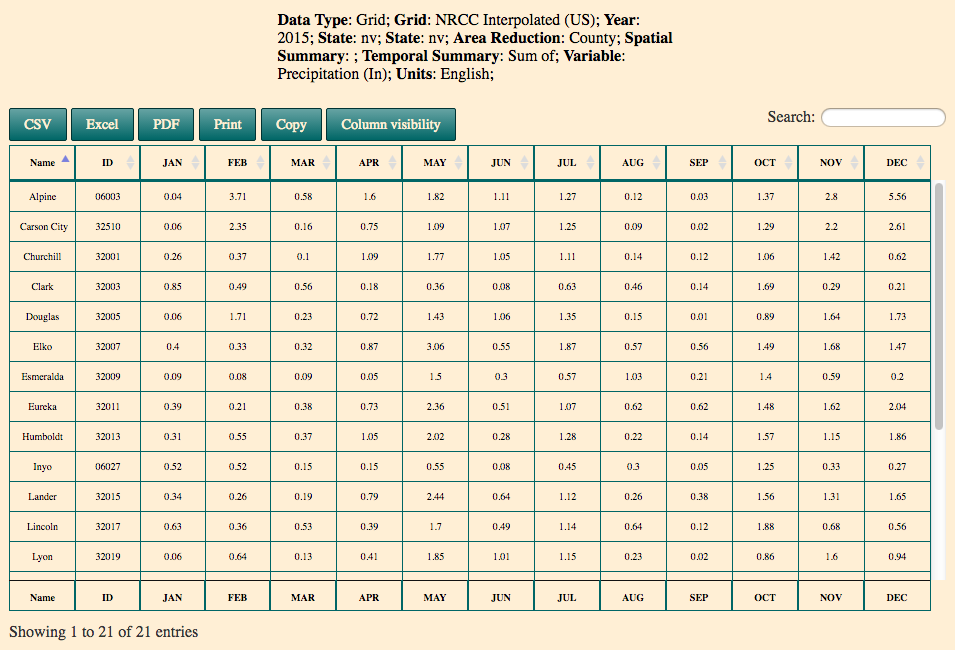 Data Type: Grid; Grid: NRCC Interpolated (US); Year:
2015; State: nv; State: nv; Area Reduction: County; Spatial
Summary: ; Temporal Summary: Sum of; Variable:
Precipitation (In); Units: English;
CSV Excel PDF Print Copy Column visibility Search:
Name ID JAN FEB MAR APR MAY JUN JUL AUG SEP OCT NOV DEC
Alpine 06003 0.04 3.71 0.58 1.6 1.82 1.11 1.27 0.12 0.03 1.37 2.8 5.56
Carson City 32510 0.06 2.35 0.16 0.75 1.09 1.07 1.25 0.09 0.02 1.29 2.2 2.61
Churchill 32001 0.26 0.37 0.1 1.09 1.77 1.05 1.11 0.14 0.12 1.06 1.42 0.62
Clark 32003 0.85 0.49 0.56 0.18 0.36 0.08 0.63 0.46 0.14 1.69 0.29 0.21
Douglas 32005 0.06 1.71 0.23 0.72 1.43 1.06 1.35 0.15 0.01 0.89 1.64 1.73
Elko 32007 0.4 0.33 0.32 0.87 3.06 0.55 1.87 0.57 0.56 1.49 1.68 1.47
Esmeralda 32009 0.09 0.08 0.09 0.05 1.5 0.3 0.57 1.03 0.21 1.4 0.59 0.2
Eureka 32011 0.39 0.21 0.38 0.73 2.36 0.51 1.07 0.62 0.62 1.48 1.62 2.04
Humboldt 32013 0.31 0.55 0.37 1.05 2.02 0.28 1.28 0.22 0.14 1.57 1.15 1.86
Inyo 06027 0.52 0.52 0.15 0.15 0.55 0.08 0.45 0.3 0.05 1.25 0.33 0.27
Lander 32015 0.34 0.26 0.19 0.79 2.44 0.64 1.12 0.26 0.38 1.56 1.31 1.65
Lincoln 32017 0.63 0.36 0.53 0.39 1.7 0.49 1.14 0.64 0.12 1.88 0.68 0.56
Lyon 32019 0.06 0.64 0.13 0.41 1.85 1.01 1.15 0.23 0.02 0.86 1.6 0.94
Name ID JAN FEB MAR APR MAY JUN JUL AUG SEP OCT NOV DEC
Showing 1 to 21 of 21 entries